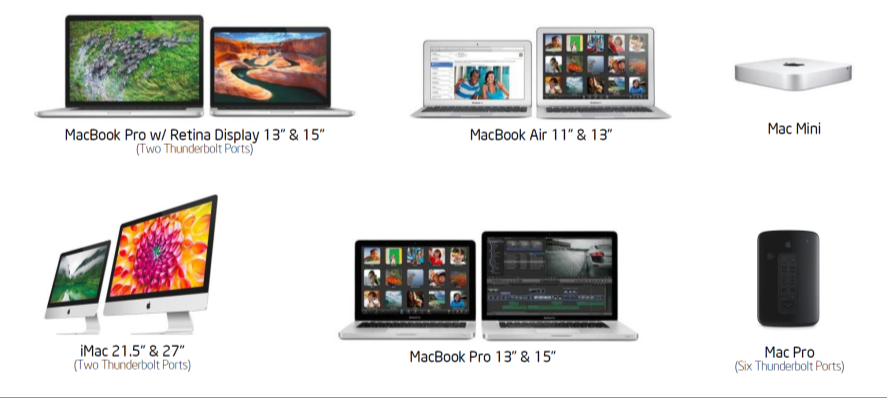 MacBook Pro w/ Retina Display 13” & 15”
(Two Thunderbolt Ports)
MacBook Air 11” & 13”
Mac Mini
iMac 21.5” & 27”
(Two Thunderbolt Ports)
MacBook Pro 13” & 15”
Mac Pro
(Six Thunderbolt Ports)